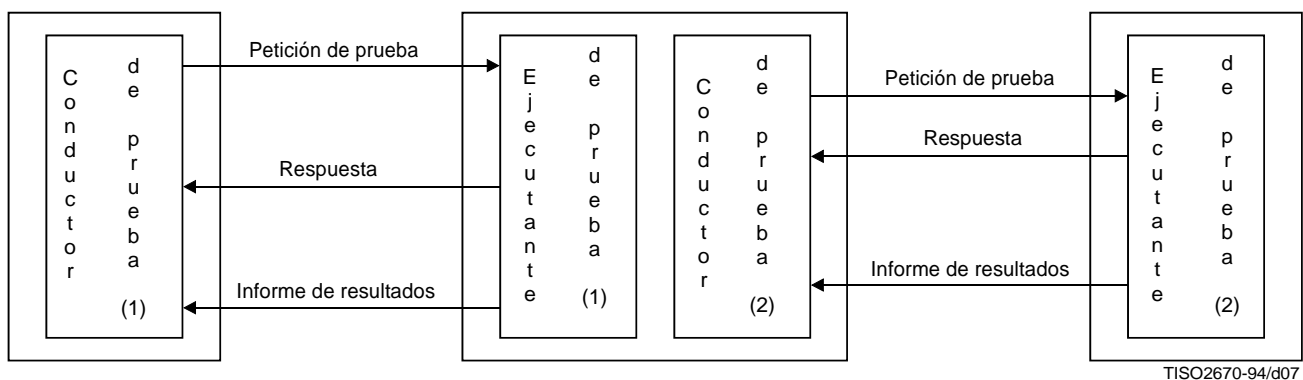 Conductor de prueba (1)
Petición de prueba
Respuesta
Informe de resultados
Ejecutante de prueba (1)
Conductor de prueba (2)
Petición de prueba
Respuesta
Informe de resultados
Ejecutante de prueba (2)
TISO2670-94/d07